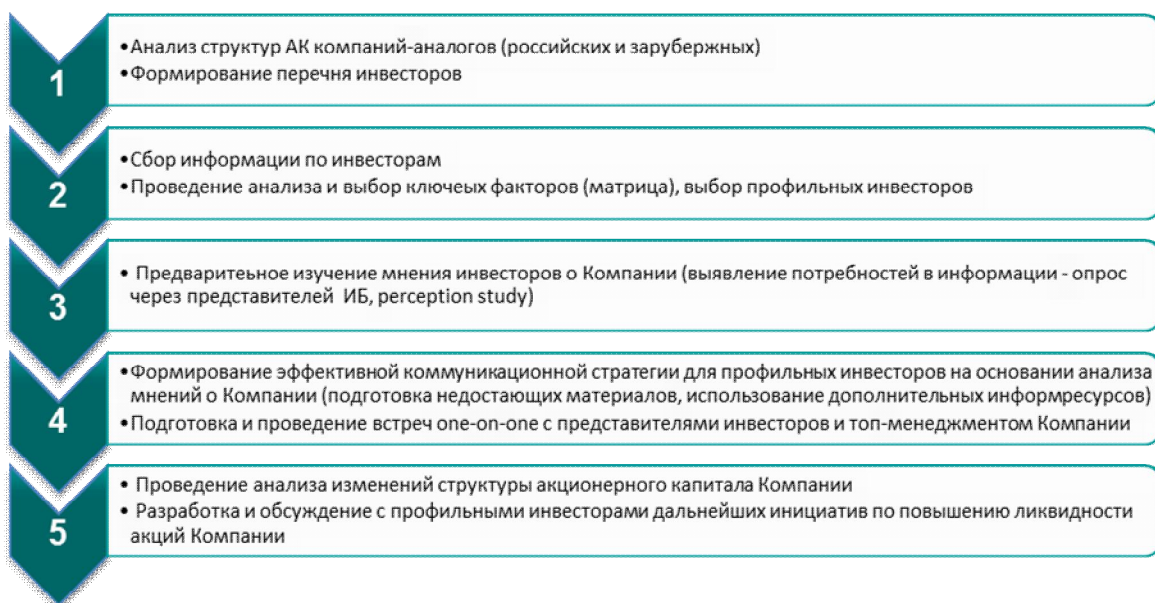 1
•Анализ структур АК компаний-аналогов (российских и зарубержных)
•Формирование перечня инвесторов
2
•Сбор информации по инвесторам
•Проведение анализа и выбор ключеых факторов (матрица), выбор профильных инвесторов
3
• Предваритеьное изучение мнения инвесторов о Компании (выявление потребностей в информации - опрос
через представителей ИБ, perception study)
4
•Формирование эффективной коммуникационной стратегии для профильных инвесторов на основании анализа
мнений о Компании (подготовка недостающих материалов, использование дополнительных информресурсов)
•Подготовка и проведение встреч one-on-one с представителями инвесторов и топ-менеджментом Компании
5
• Проведение анализа изменений структуры акционерного капитала Компании
• Разработка и обсуждение с профильными инвесторами дальнейших инициатив по повышению ликвидности
акций Компании